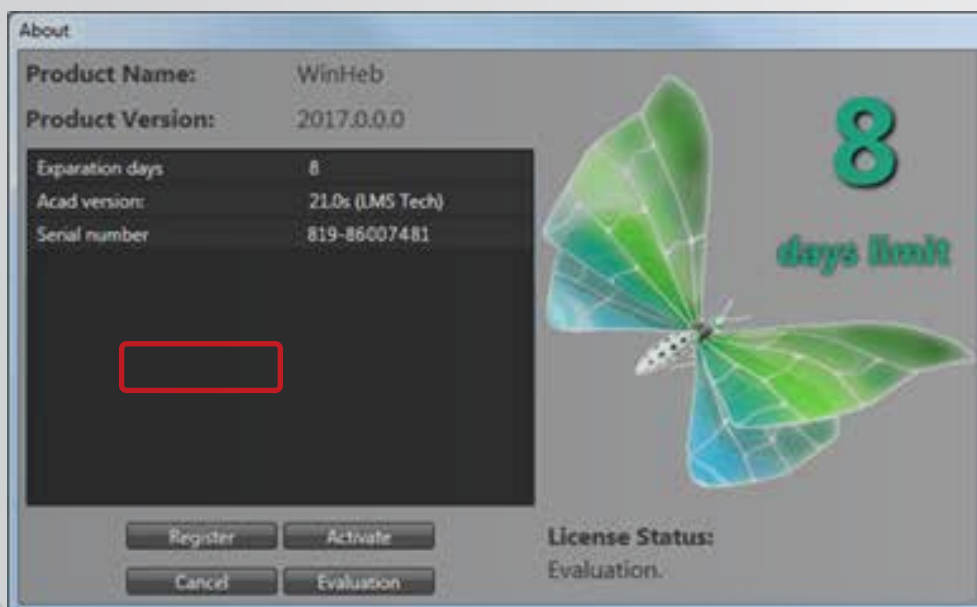 About
Product Name: WinHeb
Product Version: 2017.0.0.0
Exparation days 8
Acad version: 21.0s (LMS Tech)
Serial number 819-86007481
8
days limit
Register Activate
Cancel Evaluation
License Status:
Evaluation.